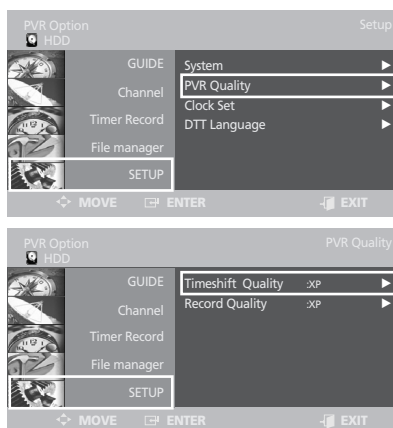 PVR Option Setup
HDD
GUIDE
Channel
Timer Record
File manager
SETUP
System
PVR Quality
Clock Set
DTT Language
MOVE ENTER EXIT
PVR Option PVR Quality
HDD
GUIDE
Channel
Timer Record
File manager
SETUP
Timeshift Quality :XP
Record Quality :XP
MOVE ENTER EXIT